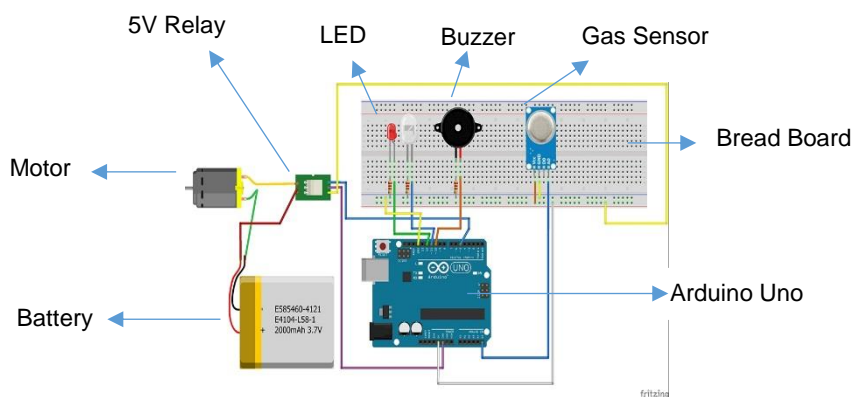 5V Relay
LED
Buzzer
Gas Sensor
Bread Board
Motor
Battery
E585460-4121
E4104-L58-1
2000mAh 3.7V
- 
+
UNO
Arduino Uno
fritzing